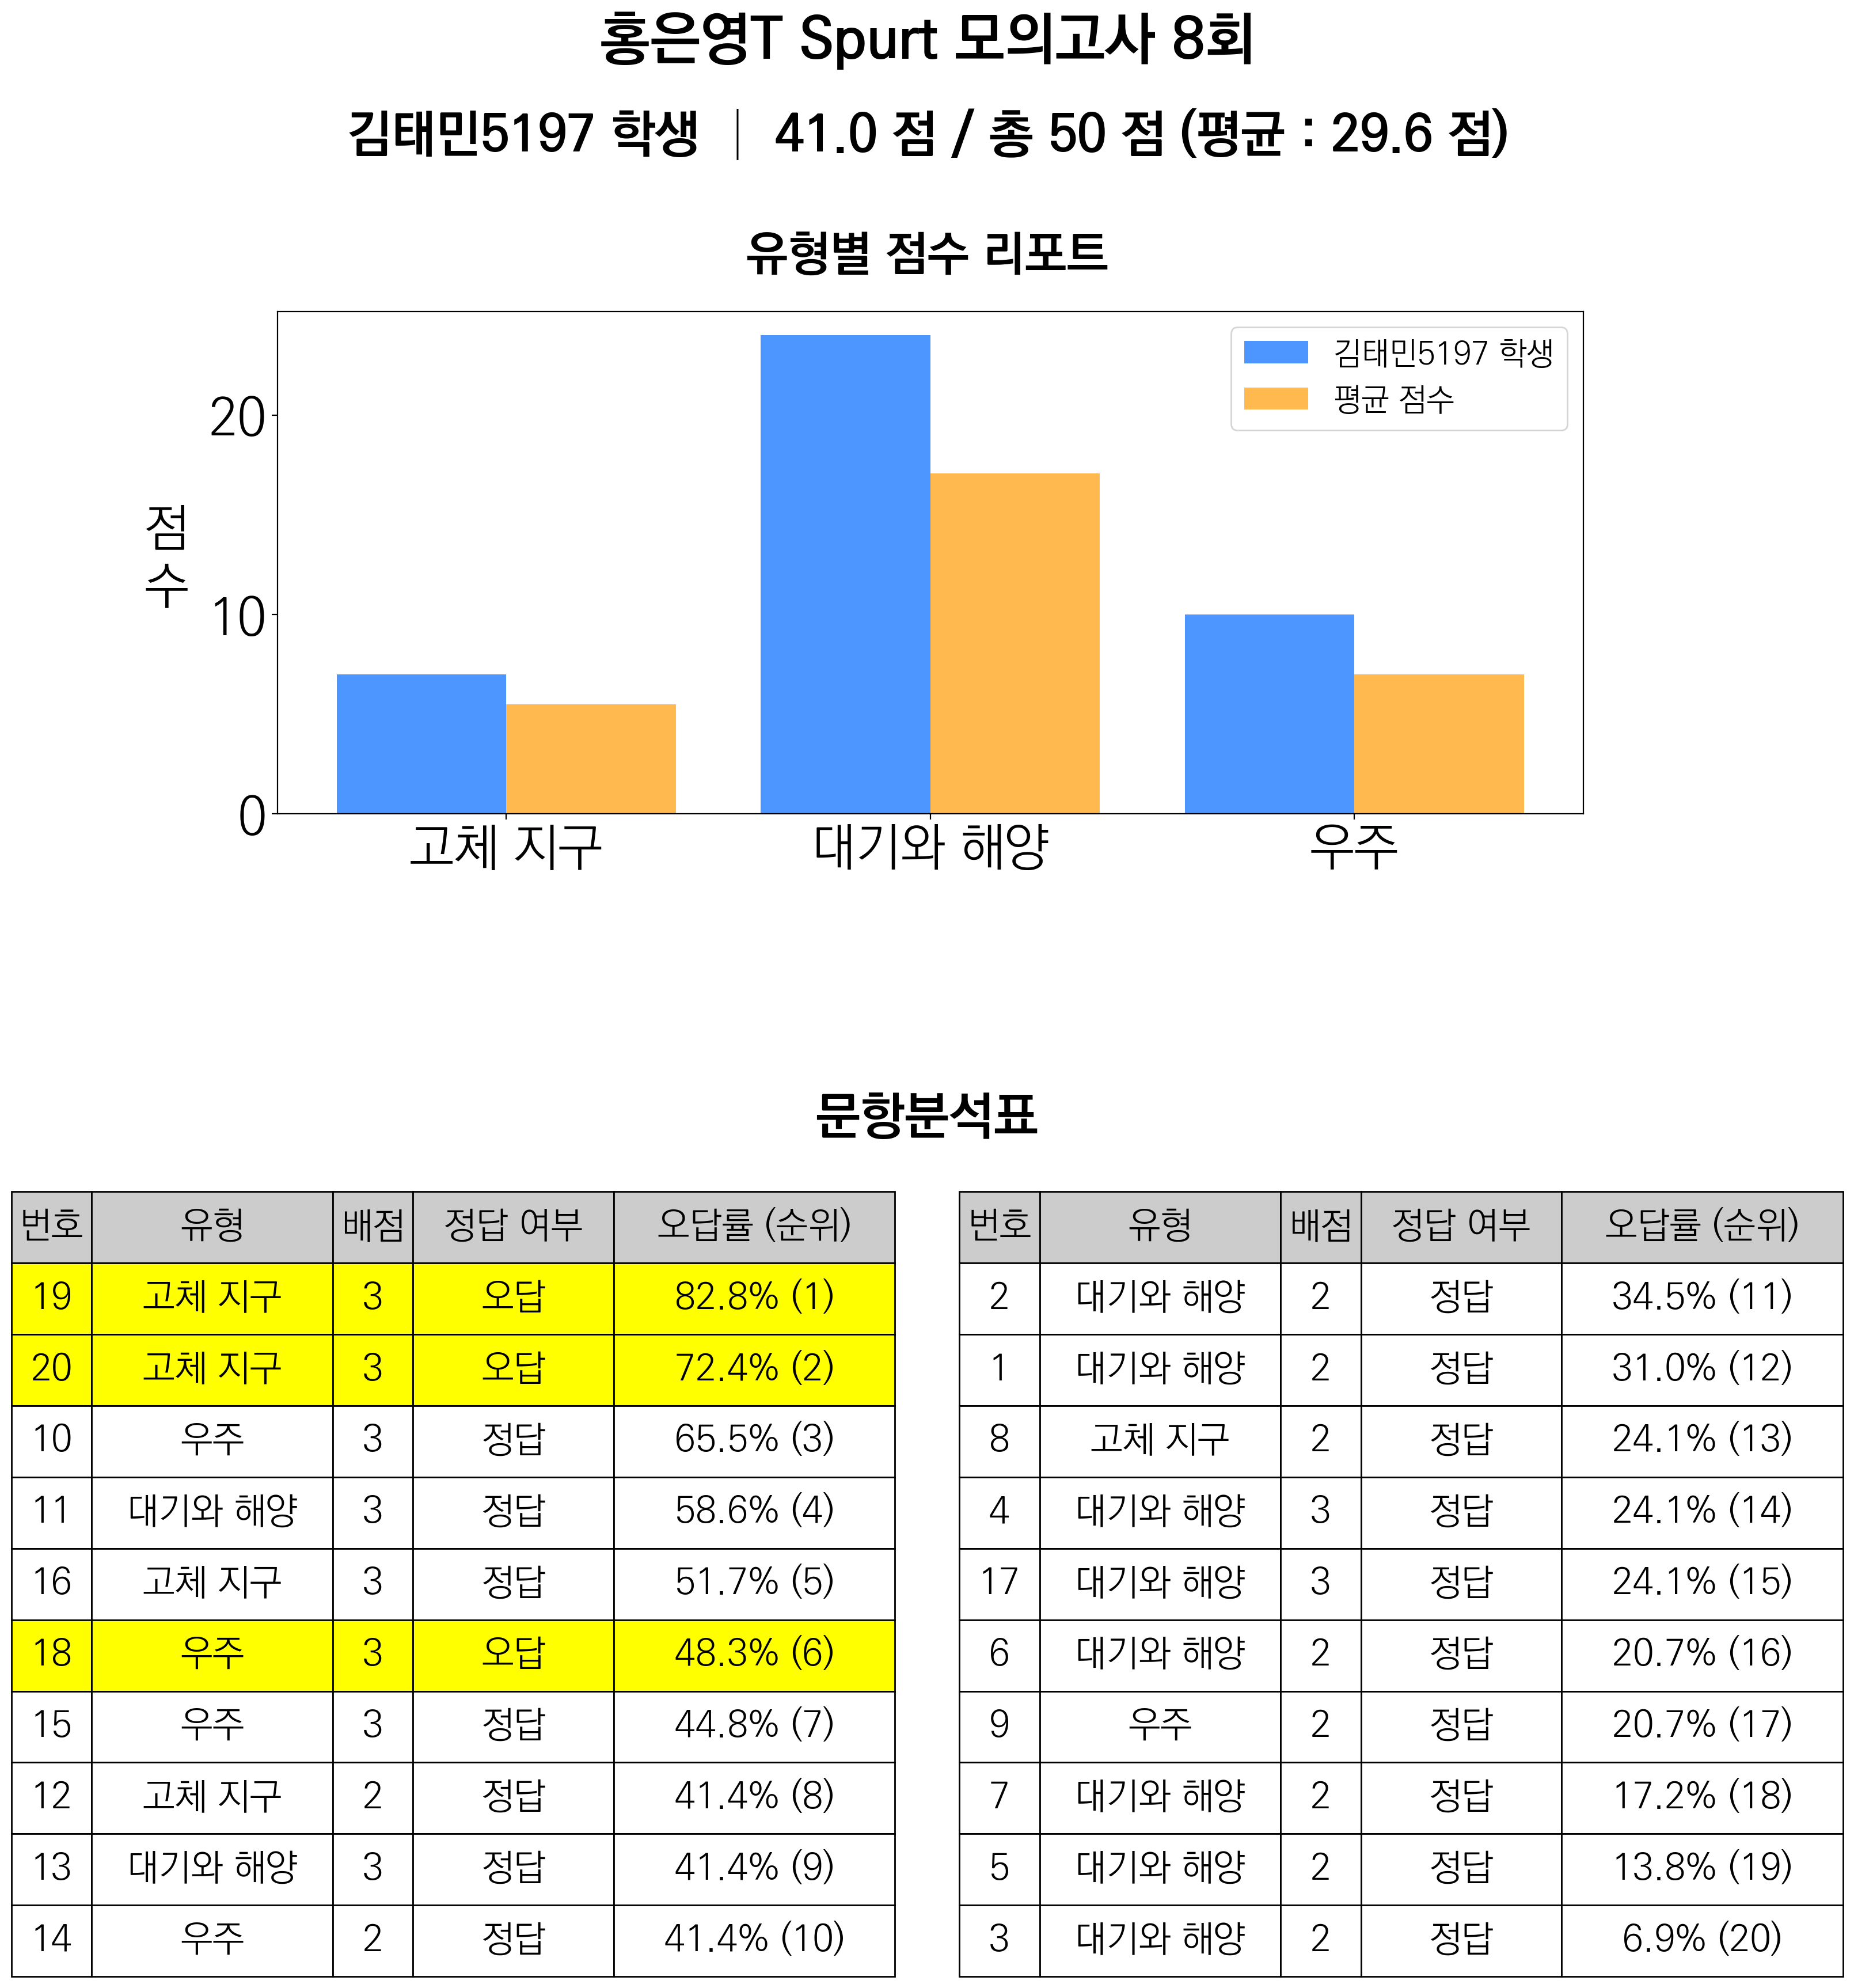 홍은영T Spurt 모의고사 8회
김태민5197 학생 | 41.0 점 / 총 50 점 (평균 : 29.6 점)
유형별 점수 리포트
김태민5197 학생
평균 점수
점
수
20
10
0
고체 지구 대기와 해양 우주
문항분석표
번호 유형 배점 정답 여부 오답률 (순위)
19 고체 지구 3 오답 82.8% (1)
20 고체 지구 3 오답 72.4% (2)
10 우주 3 정답 65.5% (3)
11 대기와 해양 3 정답 58.6% (4)
16 고체 지구 3 정답 51.7% (5)
18 우주 3 오답 48.3% (6)
15 우주 3 정답 44.8% (7)
12 고체 지구 2 정답 41.4% (8)
13 대기와 해양 3 정답 41.4% (9)
14 우주 2 정답 41.4% (10)
번호 유형 배점 정답 여부 오답률 (순위)
2 대기와 해양 2 정답 34.5% (11)
1 대기와 해양 2 정답 31.0% (12)
8 고체 지구 2 정답 24.1% (13)
4 대기와 해양 3 정답 24.1% (14)
17 대기와 해양 3 정답 24.1% (15)
6 대기와 해양 2 정답 20.7% (16)
9 우주 2 정답 20.7% (17)
7 대기와 해양 2 정답 17.2% (18)
5 대기와 해양 2 정답 13.8% (19)
3 대기와 해양 2 정답 6.9% (20)